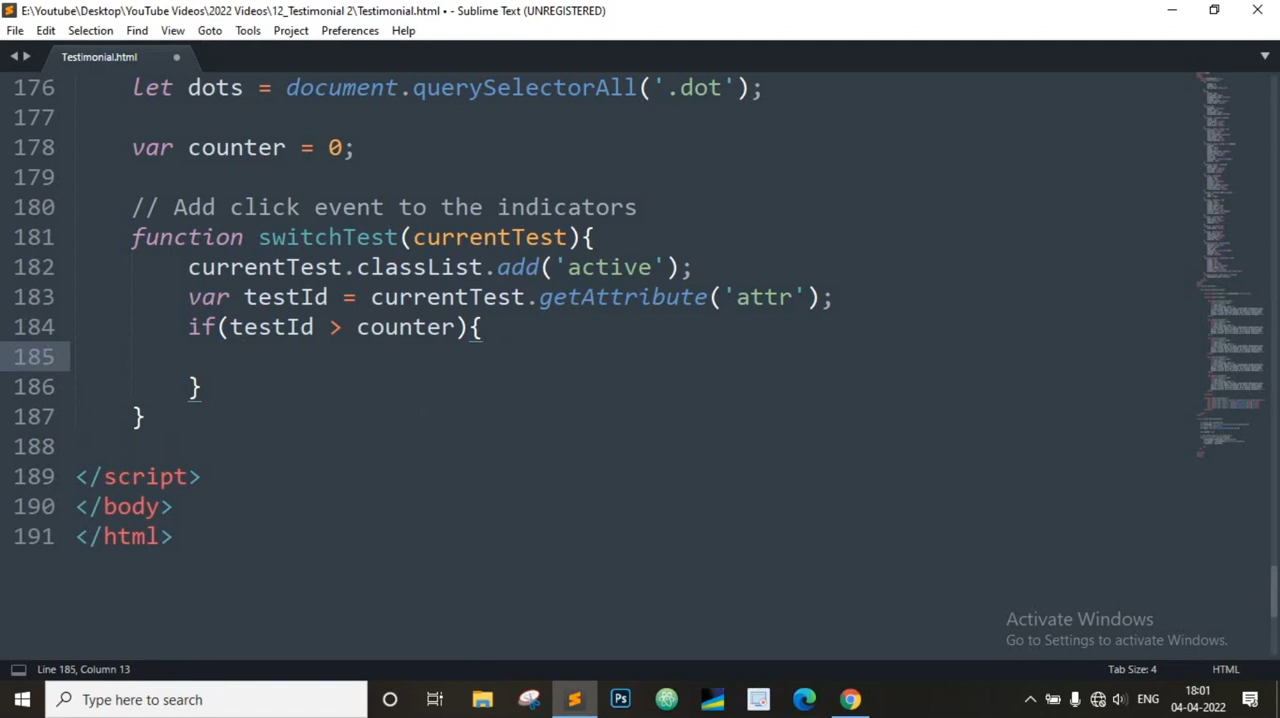 E:\Youtube\Desktop\YouTube Videos\2022 Videos\12_Testimonial 2\Testimonial.html • - Sublime Text (UNREGISTERED)
File Edit Selection Find View Goto Tools Project Preferences Help
Testimonial.html
176 let dots = document.querySelectorAll('.dot');
177
178 var counter = 0;
179
180 // Add click event to the indicators
181 function switchTest(currentTest){
182 currentTest.classList.add('active');
183 var testId = currentTest.getAttribute('attr');
184 if(testId > counter){
185
186 }
187 }
188
189 </script>
190 </body>
191 </html>
Activate Windows
Go to Settings to activate Windows.
Line 185, Column 13 Tab Size: 4 HTML
Type here to search Ps ENG 18:01
04-04-2022